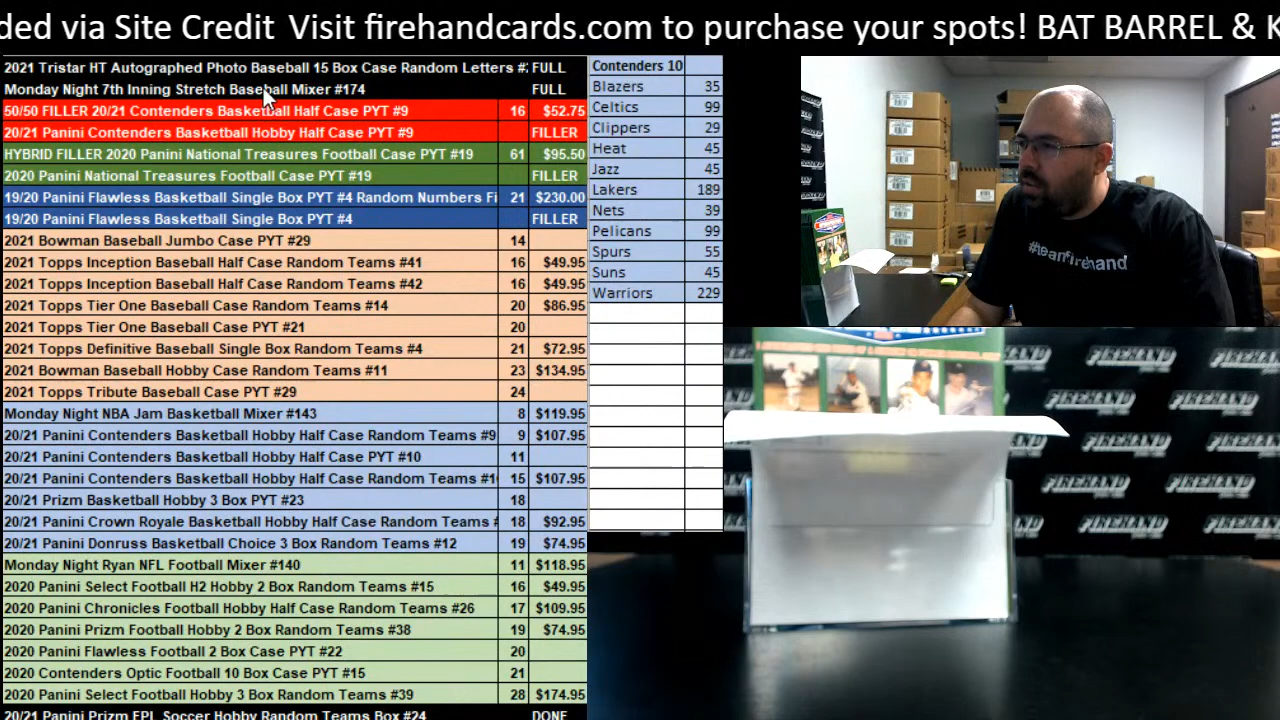 ded via Site Credit Visit firehandcards.com to purchase your spots! BAT BARREL & K
2021 Tristar HT Autographed Photo Baseball 15 Box Case Random Letters #2 FULL
Monday Night 7th Inning Stretch Baseball Mixer #174 FULL
50/50 FILLER 20/21 Contenders Basketball Half Case PYT #9 16 $52.75
20/21 Panini Contenders Basketball Hobby Half Case PYT #9 FILLER
HYBRID FILLER 2020 Panini National Treasures Football Case PYT #19 61 $95.50
2020 Panini National Treasures Football Case PYT #19 FILLER
19/20 Panini Flawless Basketball Single Box PYT #4 Random Numbers Fi 21 $230.00
19/20 Panini Flawless Basketball Single Box PYT #4 FILLER
2021 Bowman Baseball Jumbo Case PYT #29 14
2021 Topps Inception Baseball Half Case Random Teams #41 16 $49.95
2021 Topps Inception Baseball Half Case Random Teams #42 16 $49.95
2021 Topps Tier One Baseball Case Random Teams #14 20 $86.95
2021 Topps Tier One Baseball Case PYT #21 20
2021 Topps Definitive Baseball Single Box Random Teams #4 21 $72.95
2021 Bowman Baseball Hobby Case Random Teams #11 23 $134.95
2021 Topps Tribute Baseball Case PYT #29 24
Monday Night NBA Jam Basketball Mixer #143 8 $119.95
20/21 Panini Contenders Basketball Hobby Half Case Random Teams #9 9 $107.95
20/21 Panini Contenders Basketball Half Case PYT #10 11
20/21 Panini Contenders Basketball Hobby Half Case Random Teams #1 15 $107.95
20/21 Prizm Basketball Hobby 3 Box PYT #23 18
20/21 Panini Crown Royale Basketball Hobby Half Case Random Teams # 18 $92.95
20/21 Panini Donruss Basketball Choice 3 Box Random Teams #12 19 $74.95
Monday Night Ryan NFL Football Mixer #140 11 $118.95
2020 Panini Select Football H2 Hobby 2 Box Random Teams #15 16 $49.95
2020 Panini Chronicles Football Hobby Half Case Random Teams #26 17 $109.95
2020 Panini Prizm Football Hobby 2 Box Random Teams #38 19 $74.95
2020 Panini Flawless Football 2 Box Case PYT #22 20
2020 Contenders Optic Football 10 Box Case PYT #15 21
2020 Panini Select Football Hobby 3 Box Random Teams #39 28 $174.95
20/21 Panini Prizm EPL Soccer Hobby Random Teams Box #24 DONE
Contenders 10
Blazers 35
Celtics 99
Clippers 29
Heat 45
Jazz 45
Lakers 189
Nets 39
Pelicans 99
Spurs 55
Suns 45
Warriors 229
#teamfirehand
FIREHAND
FIREHAND
FIREHAND
FIREHAND
FIREHAND
FIREHAND
FIREHAND